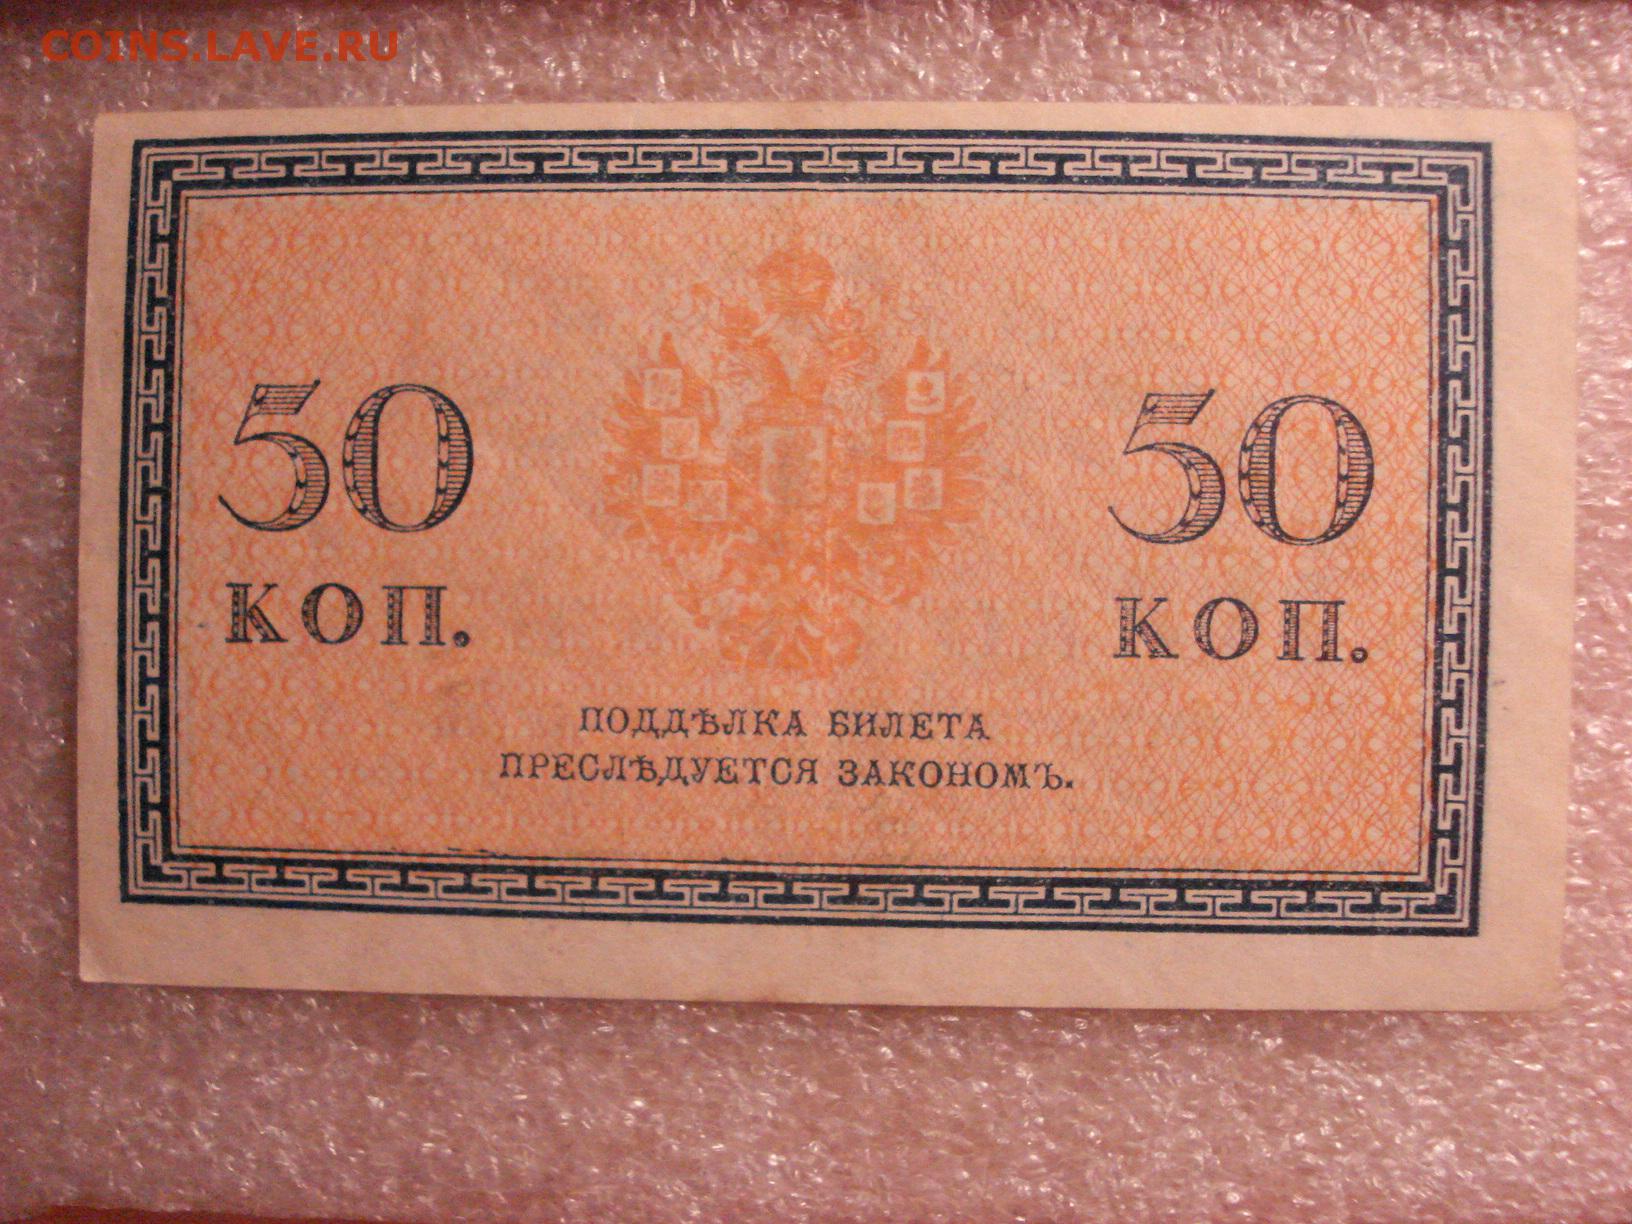 COINS.LAVE.RU
50 50
КОП. КОП.
ПОДДѢЛКА БИЛЕТА
ПРЕСЛѢДУЕТСЯ ЗАКОНОМЪ.